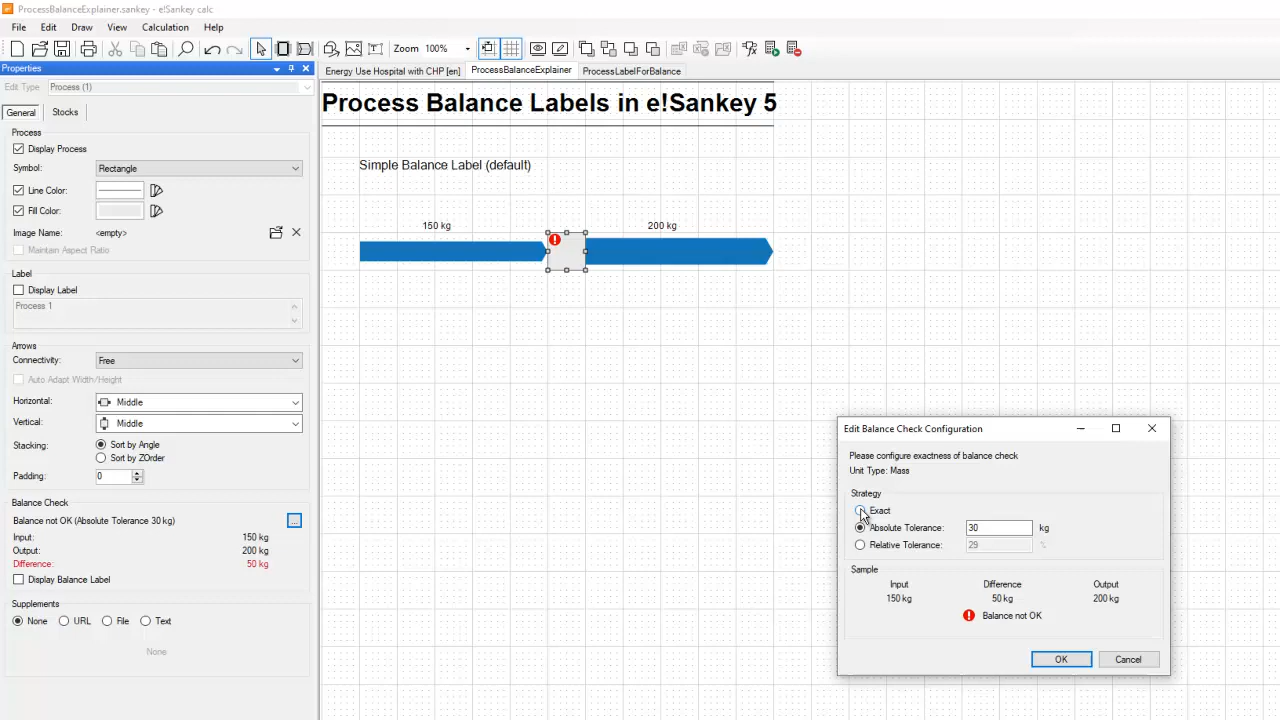 ProcessBalanceExplainer.sankey - e!Sankey calc
File Edit Draw View Calculation Help
Zoom 100%
Properties
Energy Use Hospital with CHP [en] ProcessBalanceExplainer ProcessLabelForBalance
Edit Type Process (1)
General Stocks
Process
Display Process
Symbol: Rectangle
Line Color:
Fill Color:
Image Name: <empty>
Maintain Aspect Ratio
Label
Display Label
Process 1
Arrows
Connectivity: Free
Auto Adapt Width/Height
Horizontal: Middle
Vertical: Middle
Stacking: Sort by Angle
Sort by ZOrder
Padding: 0
Balance Check
Balance not OK (Absolute Tolerance 30 kg) ...
Input: 150 kg
Output: 200 kg
Difference: 50 kg
Display Balance Label
Supplements
None URL File Text
None
Process Balance Labels in e!Sankey 5
Simple Balance Label (default)
150 kg 200 kg
Edit Balance Check Configuration
Please configure exactness of balance check
Unit Type: Mass
Strategy
Exact
Absolute Tolerance: 30 kg
Relative Tolerance: 29 %
Sample
Input Difference Output
150 kg 50 kg 200 kg
Balance not OK
OK Cancel